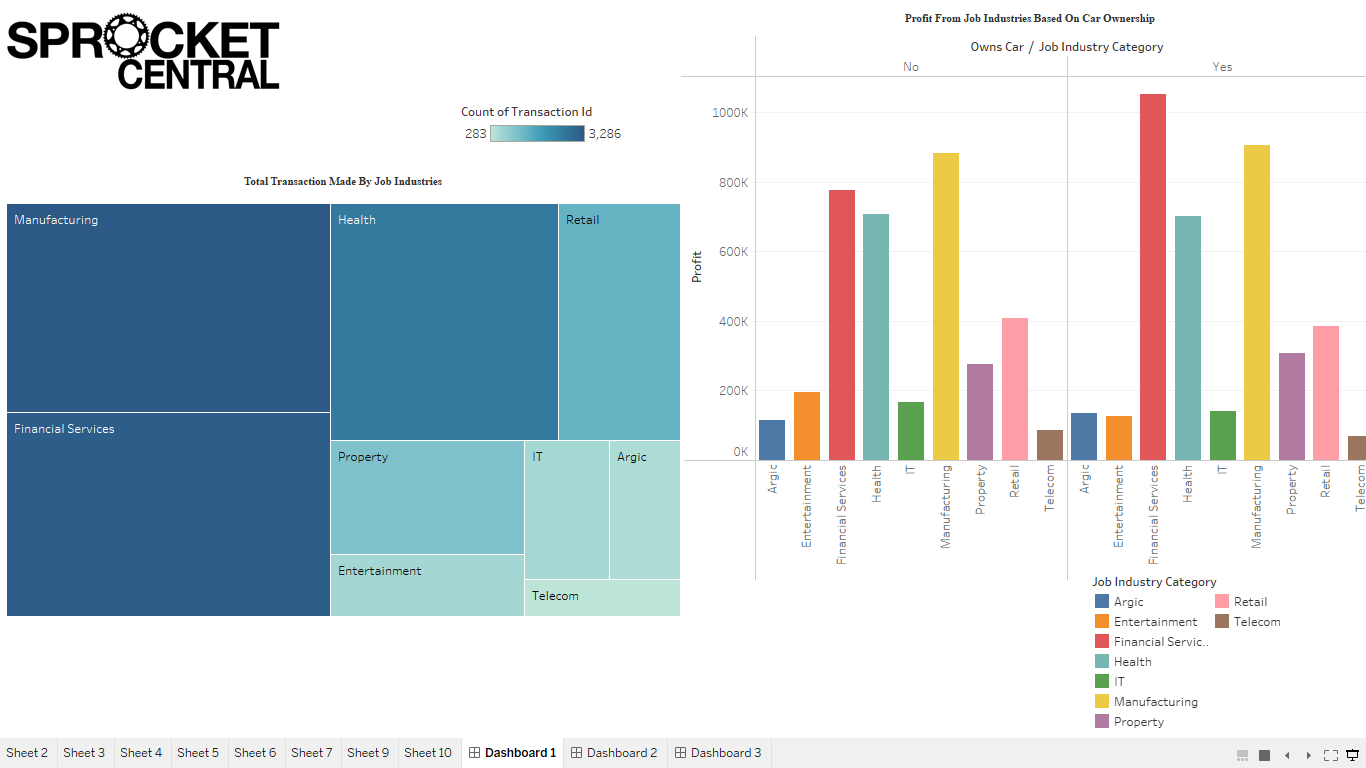 SPROCKET
CENTRAL
Count of Transaction Id
283 3,286
Total Transaction Made By Job Industries
Manufacturing
Health
Retail
Financial Services
Property
IT
Argic
Entertainment
Telecom
Profit From Job Industries Based On Car Ownership
Owns Car / Job Industry Category
No Yes
1000K
800K
600K
400K
200K
0K
Profit
Argic
Entertainment
Financial Services
Health
IT
Manufacturing
Property
Retail
Telecom
Argic
Entertainment
Financial Services
Health
IT
Manufacturing
Property
Retail
Telecom
Job Industry Category
Argic
Entertainment
Financial Servic..
Health
IT
Manufacturing
Property
Retail
Telecom
Sheet 2 Sheet 3 Sheet 4 Sheet 5 Sheet 6 Sheet 7 Sheet 9 Sheet 10 Dashboard 1 Dashboard 2 Dashboard 3